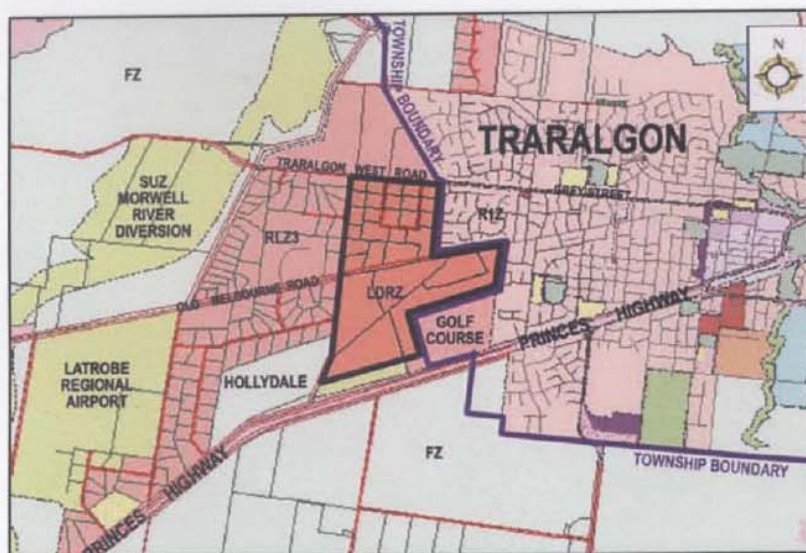 N
FZ
TOWNSHIP
BOUNDARY
TRARALGON
TRARALGON WEST ROAD
GREY STREET
SUZ
MORWELL
RIVER
DIVERSION
RLZ3
R1Z
OLD MELBOURNE ROAD
LDRZ
GOLF
COURSE
PRINCES HIGHWAY
LATROBE
REGIONAL
AIRPORT
HOLLYDALE
FZ
TOWNSHIP BOUNDARY
PRINCES HIGHWAY